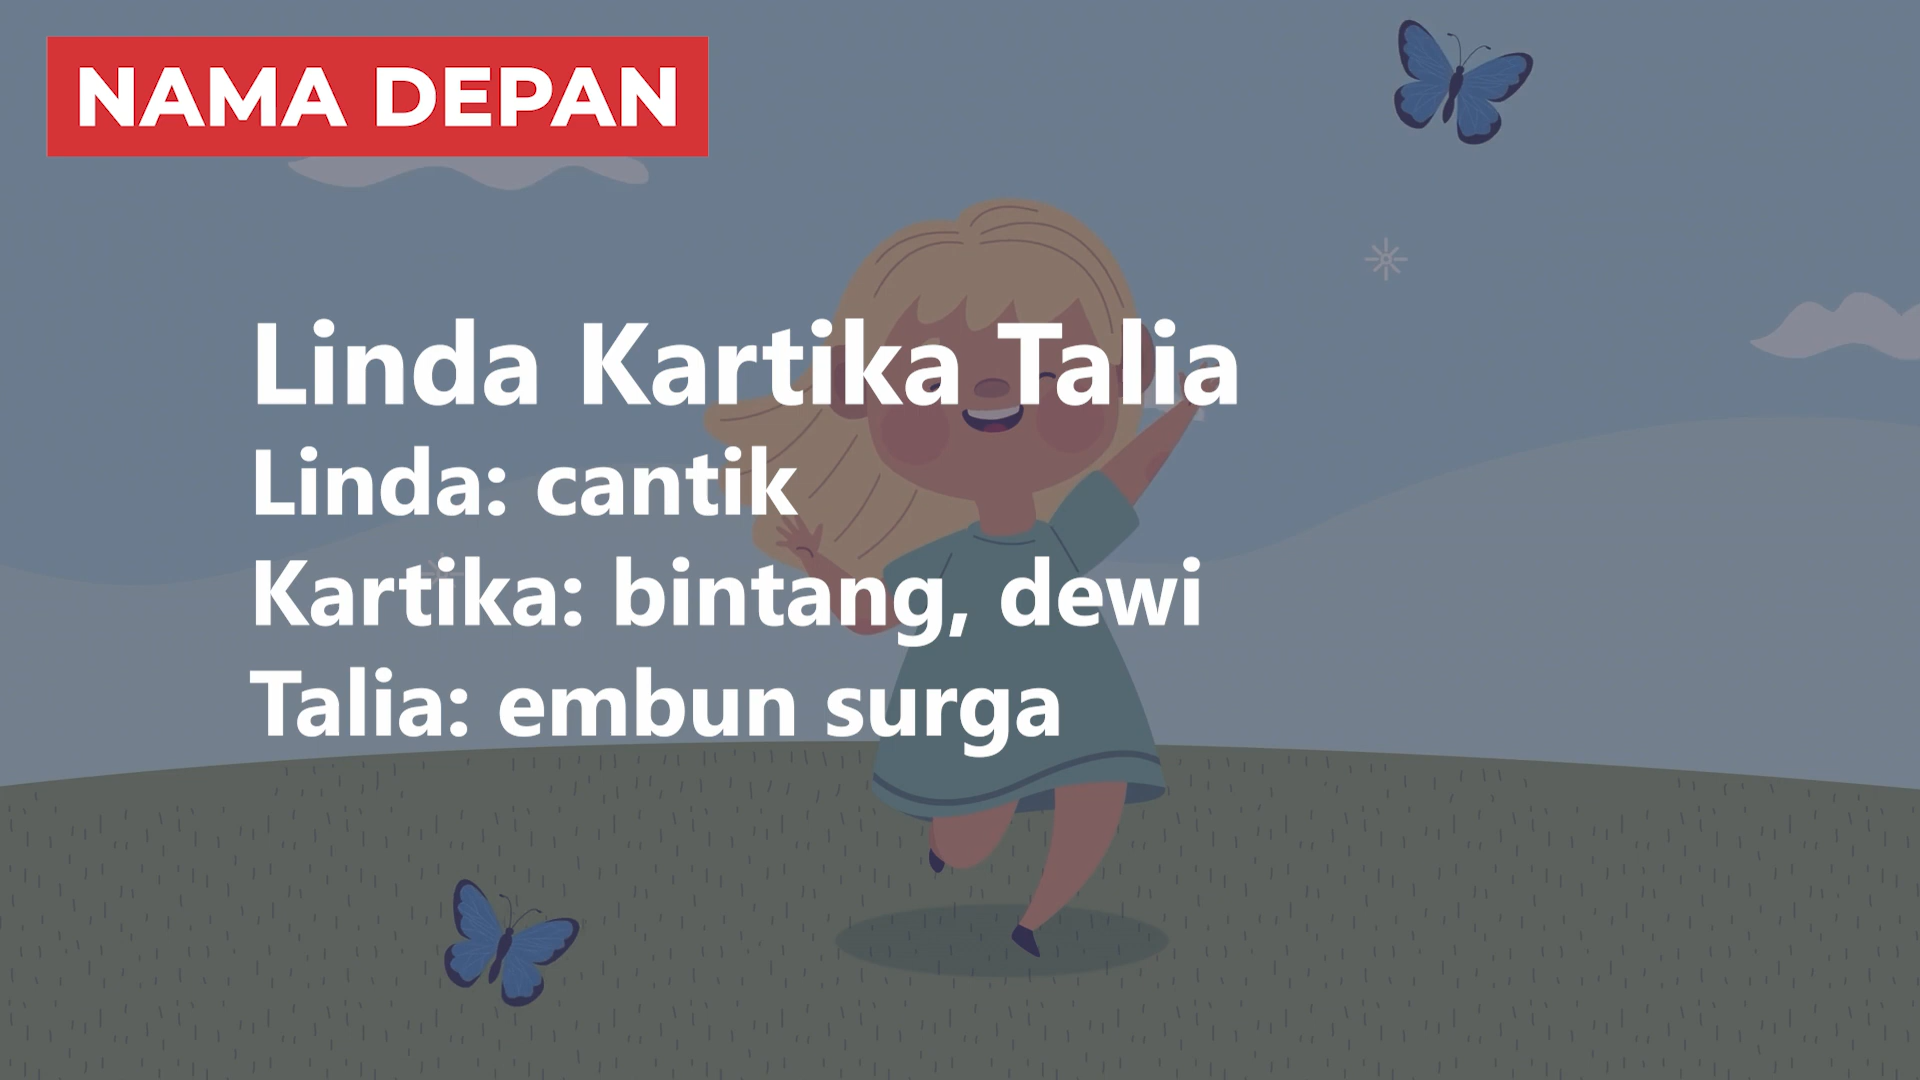 NAMA DEPAN
Linda Kartika Talia
Linda: cantik
Kartika: bintang, dewi
Talia: embun surga